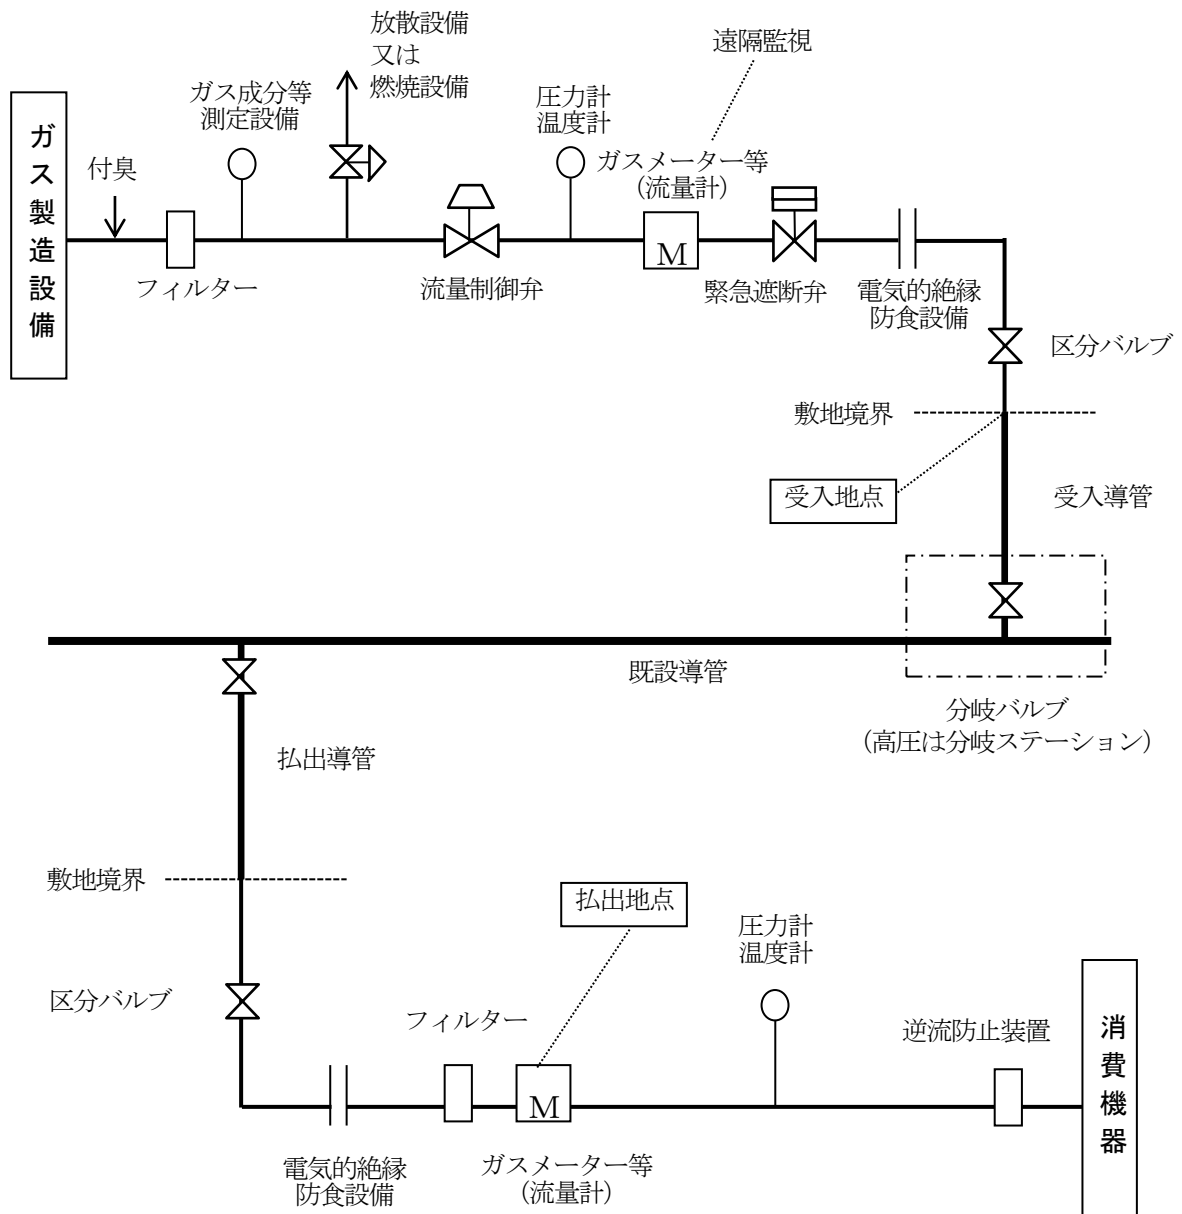 放散設備
又は
燃焼設備
遠隔監視
ガス成分等
測定設備
圧力計
温度計
ガスメーター等
(流量計)
ガス製造設備
付臭
M
フィルター
流量制御弁
緊急遮断弁
電気的絶縁
防食設備
区分バルブ
敷地境界
受入地点
受入導管
既設導管
分岐バルブ
(高圧は分岐ステーション)
払出導管
敷地境界
払出地点
圧力計
温度計
区分バルブ
フィルター
逆流防止装置
消費機器
M
電気的絶縁
防食設備
ガスメーター等
(流量計)